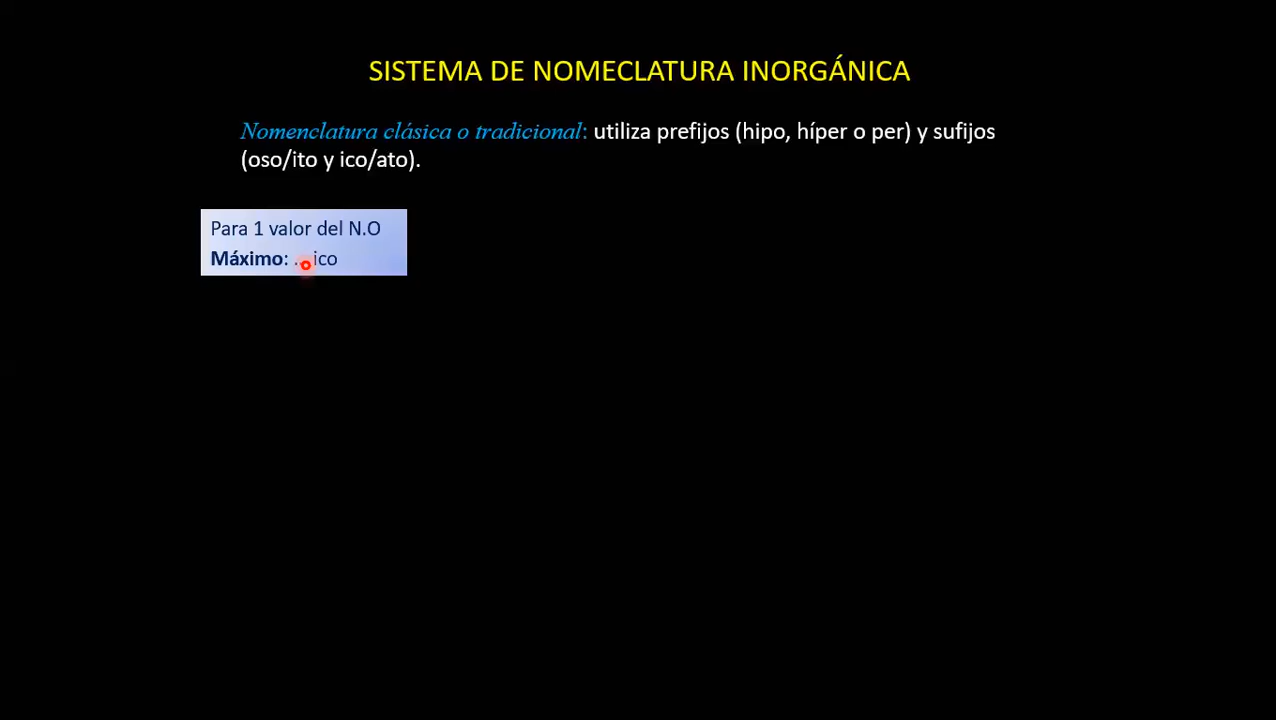 SISTEMA DE NOMECLATURA INORGÁNICA
Nomenclatura clásica o tradicional: utiliza prefijos (hipo, híper o per) y sufijos
(oso/ito y ico/ato).
Para 1 valor del N.O
Máximo: ...ico